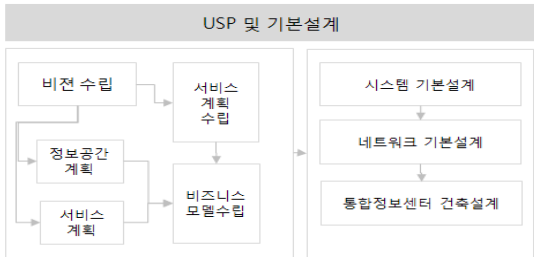 USP 및 기본설계
비젼 수립
서비스
계획
수립
정보공간
계획
서비스
계획
비즈니스
모델수립
시스템 기본설계
네트워크 기본설계
통합정보센터 건축설계